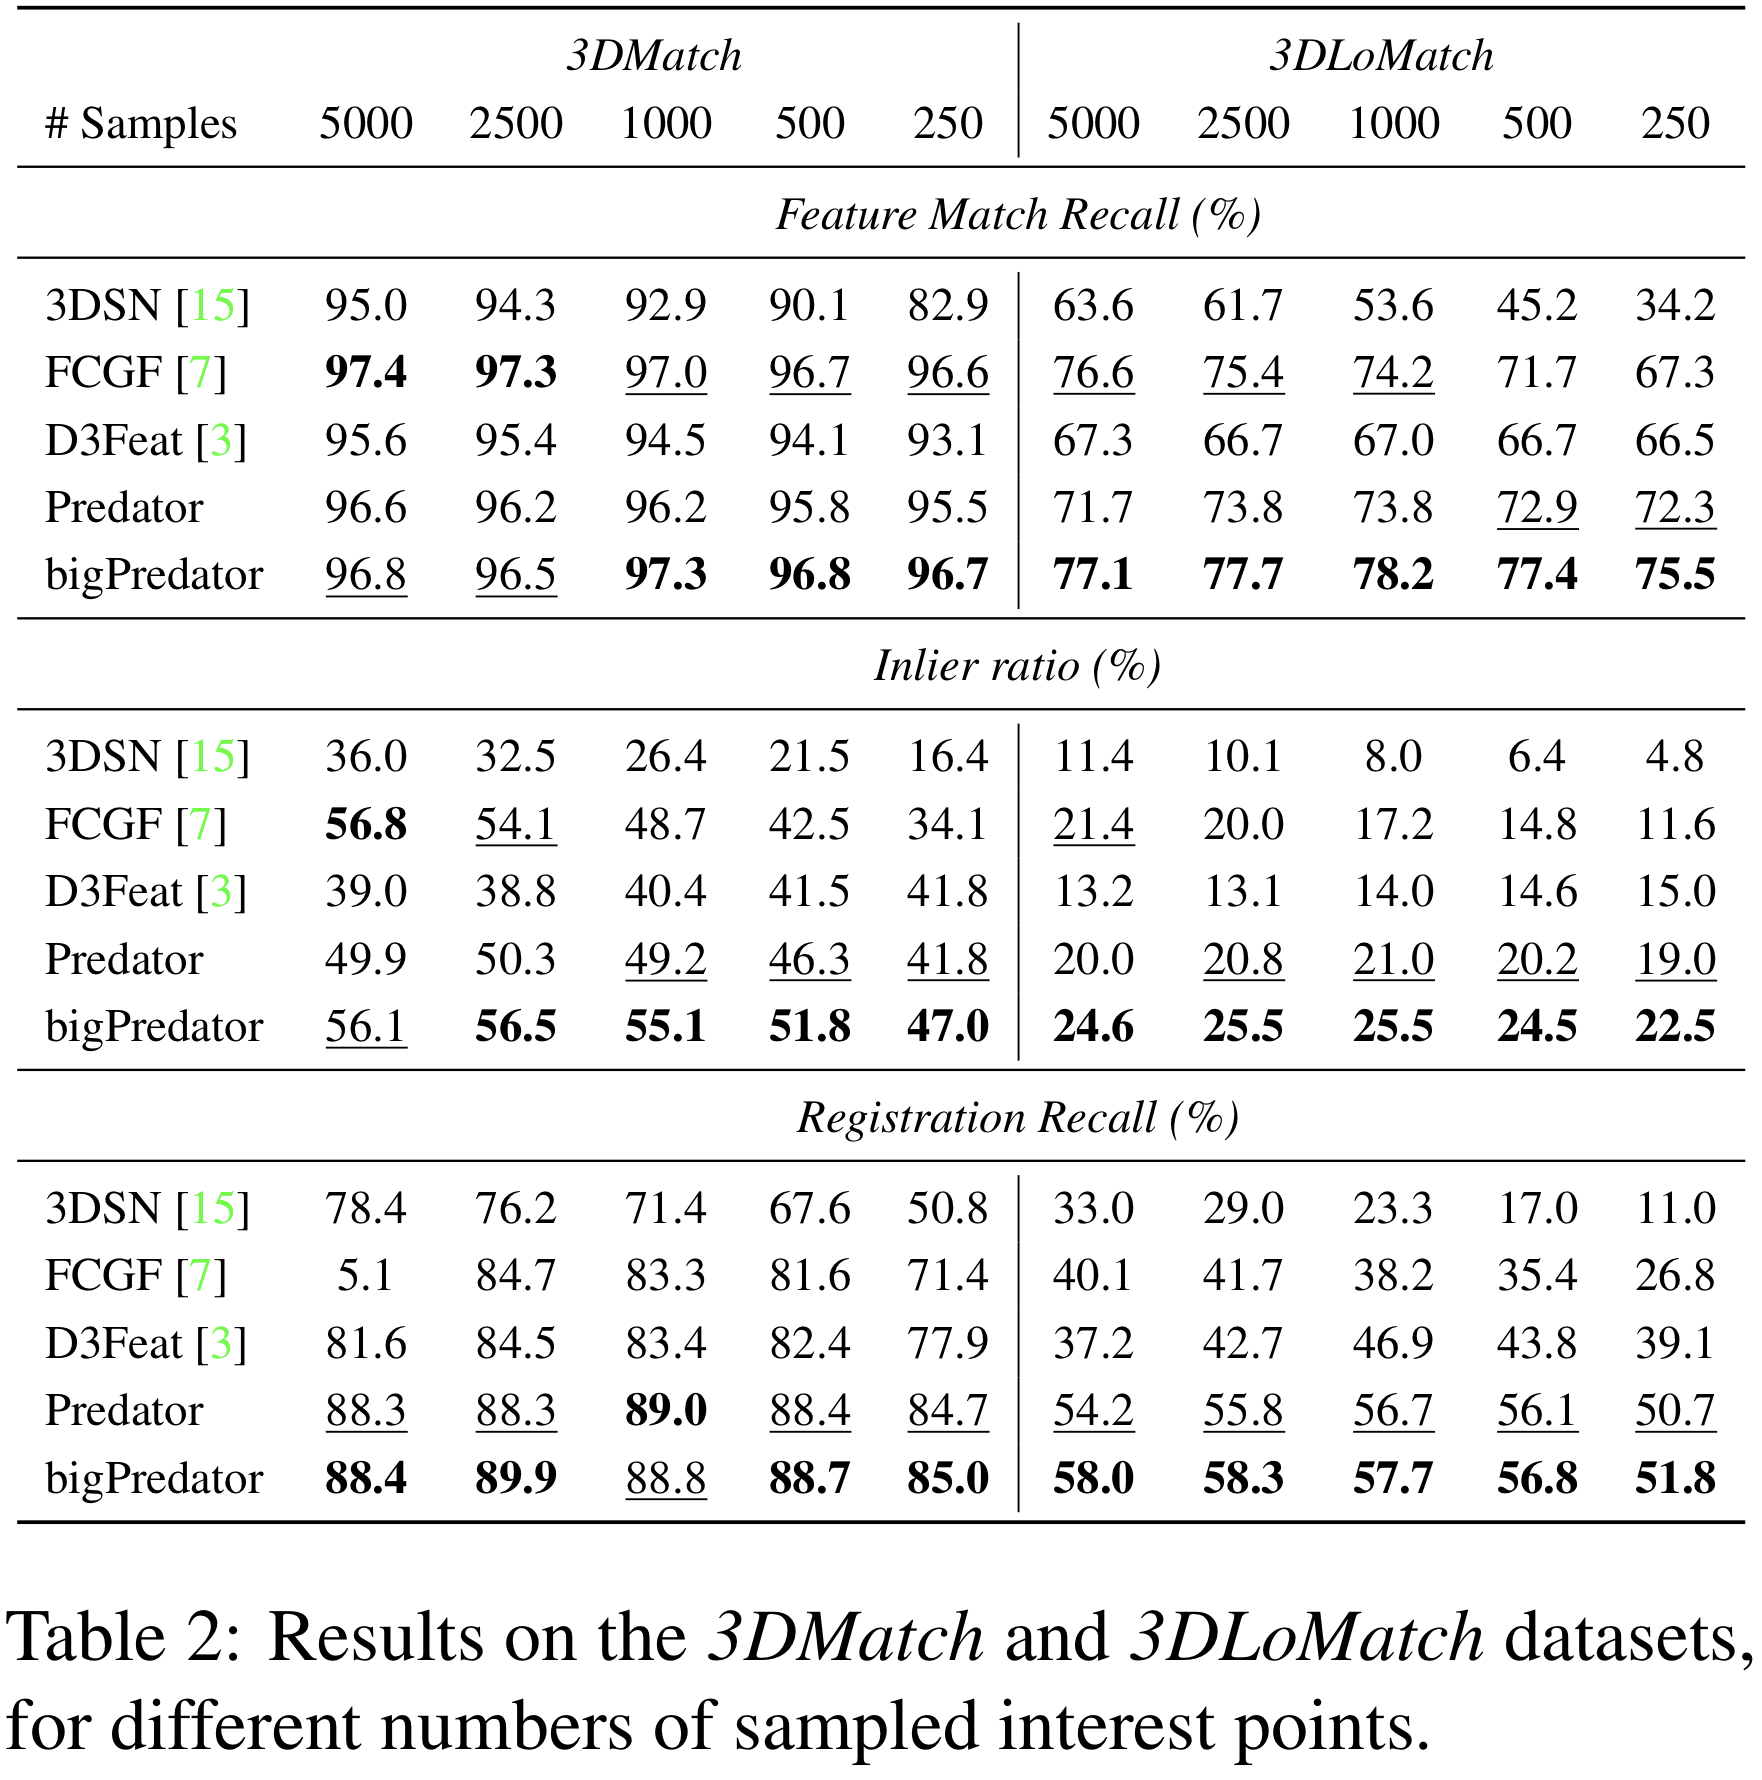 3DMatch 3DLoMatch
# Samples 5000 2500 1000 500 250 5000 2500 1000 500 250
Feature Match Recall (%)
3DSN [15] 95.0 94.3 92.9 90.1 82.9 63.6 61.7 53.6 45.2 34.2
FCGF [7] 97.4 97.3 97.0 96.7 96.6 76.6 75.4 74.2 71.7 67.3
D3Feat [3] 95.6 95.4 94.5 94.1 93.1 67.3 66.7 67.0 66.7 66.5
Predator 96.6 96.2 96.2 95.8 95.5 71.7 73.8 73.8 72.9 72.3
bigPredator 96.8 96.5 97.3 96.8 96.7 77.1 77.7 78.2 77.4 75.5
Inlier ratio (%)
3DSN [15] 36.0 32.5 26.4 21.5 16.4 11.4 10.1 8.0 6.4 4.8
FCGF [7] 56.8 54.1 48.7 42.5 34.1 21.4 20.0 17.2 14.8 11.6
D3Feat [3] 39.0 38.8 40.4 41.5 41.8 13.2 13.1 14.0 14.6 15.0
Predator 49.9 50.3 49.2 46.3 41.8 20.0 20.8 21.0 20.2 19.0
bigPredator 56.1 56.5 55.1 51.8 47.0 24.6 25.5 25.5 24.5 22.5
Registration Recall (%)
3DSN [15] 78.4 76.2 71.4 67.6 50.8 33.0 29.0 23.3 17.0 11.0
FCGF [7] 5.1 84.7 83.3 81.6 71.4 40.1 41.7 38.2 35.4 26.8
D3Feat [3] 81.6 84.5 83.4 82.4 77.9 37.2 42.7 46.9 43.8 39.1
Predator 88.3 88.3 89.0 88.4 84.7 54.2 55.8 56.7 56.1 50.7
bigPredator 88.4 89.9 88.8 88.7 85.0 58.0 58.3 57.7 56.8 51.8
Table 2: Results on the 3DMatch and 3DLoMatch datasets,
for different numbers of sampled interest points.